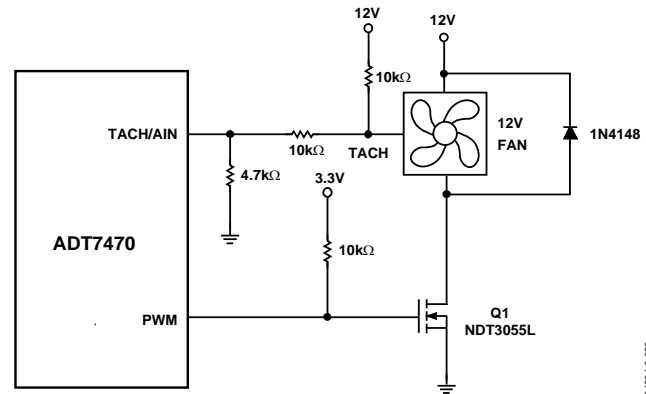 12V
12V
10kΩ
TACH/AIN
12V
FAN
1N4148
10kΩ
TACH
4.7kΩ
3.3V
ADT7470
10kΩ
PWM
Q1
NDT3055L